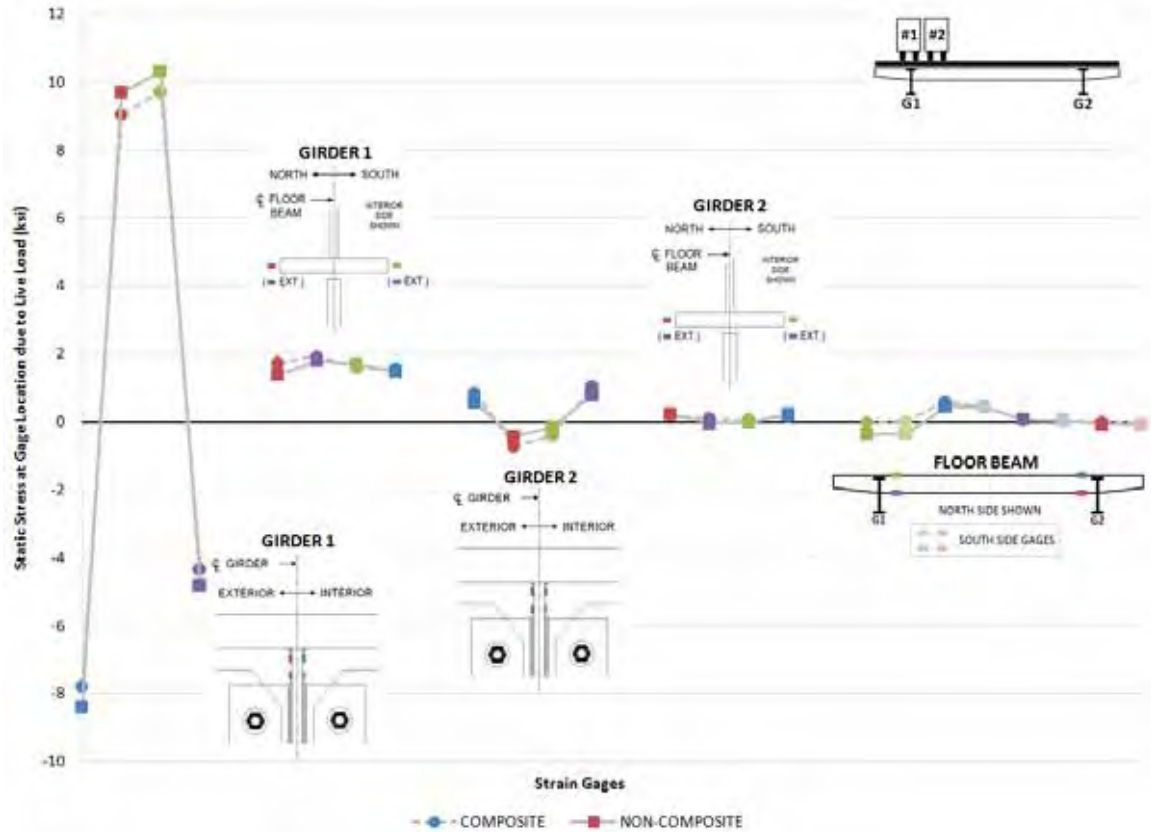 12
10
8
6
4
2
0
-2
-4
-6
-8
-10
Static Stress at Gage Location due to Live Load (ksi)
#1 #2
G1 G2
GIRDER 1
NORTH SOUTH
℄ FLOOR BEAM
INTERIOR SIDE SHOWN
( EXT.) ( EXT.)
GIRDER 2
NORTH SOUTH
℄ FLOOR BEAM
INTERIOR SIDE SHOWN
( EXT.) ( EXT.)
FLOOR BEAM
G1 G2
NORTH SIDE SHOWN
SOUTH SIDE GAGES
GIRDER 2
℄ GIRDER
EXTERIOR INTERIOR
GIRDER 1
℄ GIRDER
EXTERIOR INTERIOR
Strain Gages
COMPOSITE NON-COMPOSITE